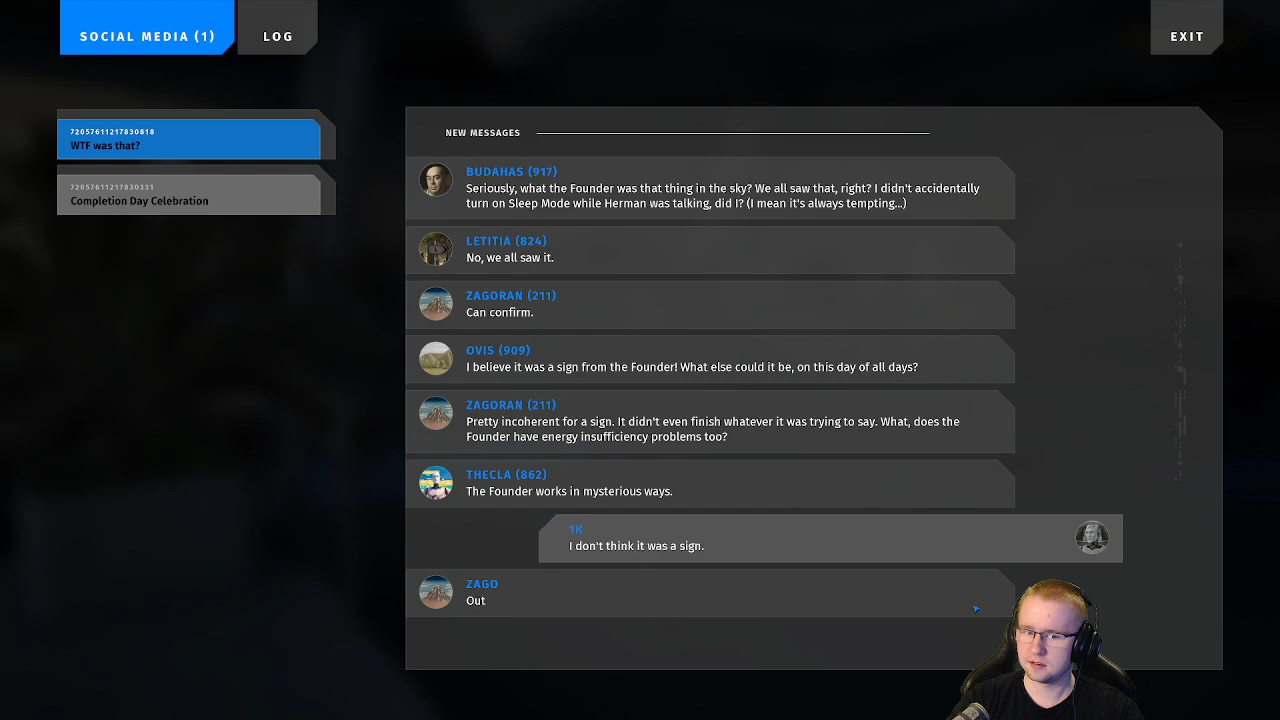 SOCIAL MEDIA (1)
LOG
EXIT
72057611217830818
WTF was that?
72057611217830331
Completion Day Celebration
NEW MESSAGES
BUDAHAS (917)
Seriously, what the Founder was that thing in the sky? We all saw that, right? I didn't accidentally
turn on Sleep Mode while Herman was talking, did I? (I mean it's always tempting...)
LETITIA (824)
No, we all saw it.
ZAGORAN (211)
Can confirm.
OVIS (909)
I believe it was a sign from the Founder! What else could it be, on this day of all days?
ZAGORAN (211)
Pretty incoherent for a sign. It didn't even finish whatever it was trying to say. What, does the
Founder have energy insufficiency problems too?
THECLA (862)
The Founder works in mysterious ways.
1K
I don't think it was a sign.
ZAGO
Out